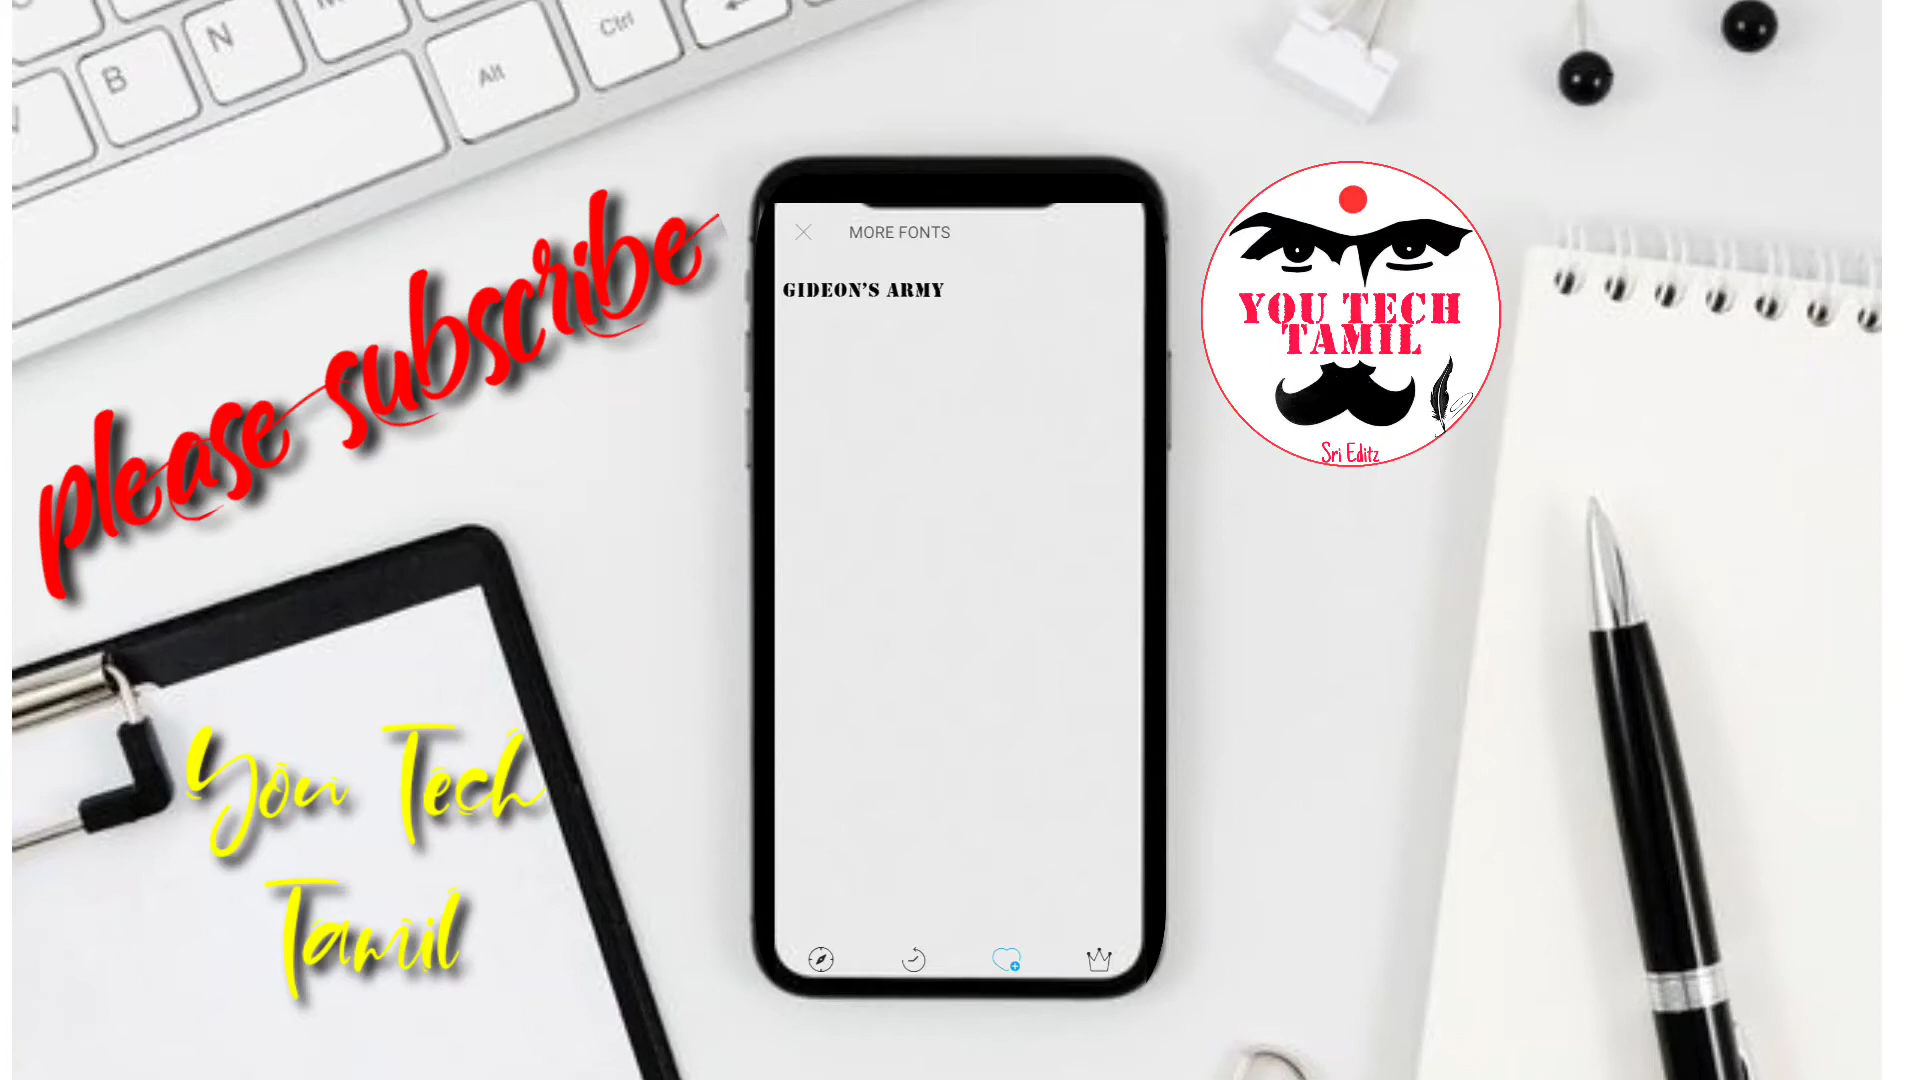 B
N
Alt
Ctrl
please subscribe
MORE FONTS
GIDEON'S ARMY
YOU TECH
TAMIL
Sri Editz
You Tech
Tamil